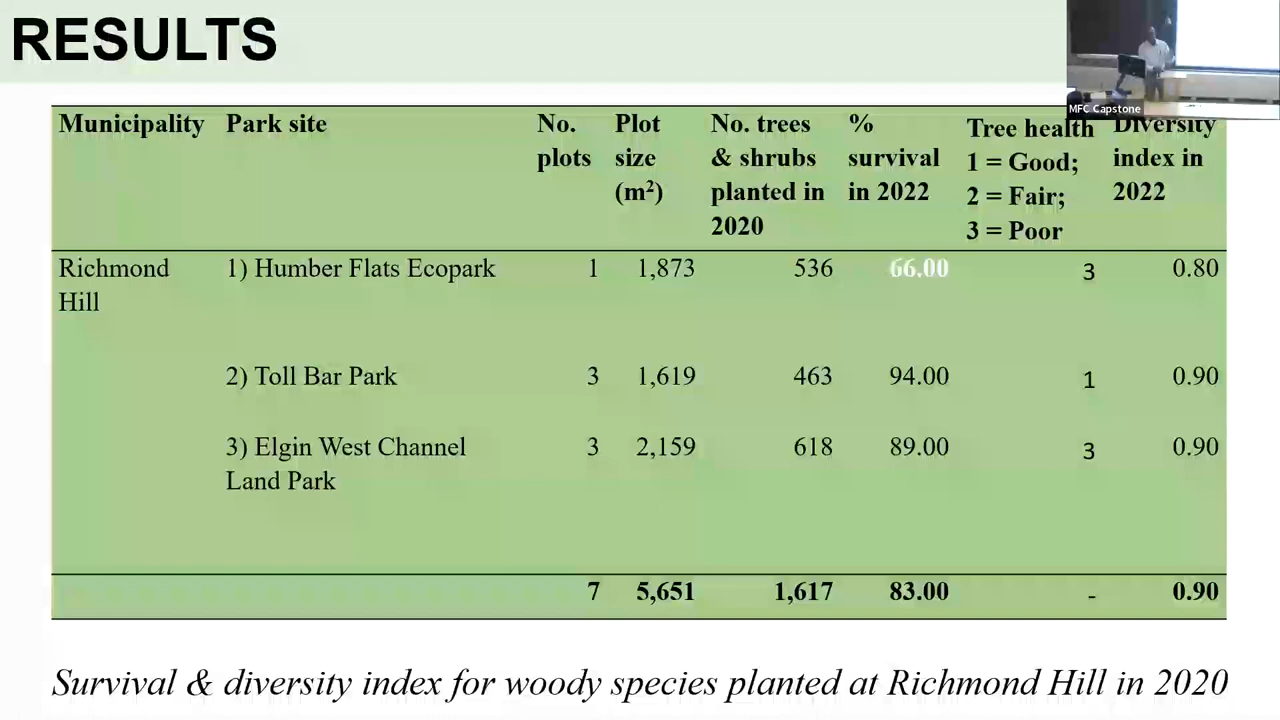 RESULTS
MFC Capstone
Municipality Park site No. plots Plot size (m²) No. trees & shrubs planted in 2020 % survival in 2022 Tree health 1 = Good; 2 = Fair; 3 = Poor Diversity index in 2022
Richmond Hill 1) Humber Flats Ecopark 1 1,873 536 66.00 3 0.80
2) Toll Bar Park 3 1,619 463 94.00 1 0.90
3) Elgin West Channel Land Park 3 2,159 618 89.00 3 0.90
7 5,651 1,617 83.00 - 0.90
Survival & diversity index for woody species planted at Richmond Hill in 2020